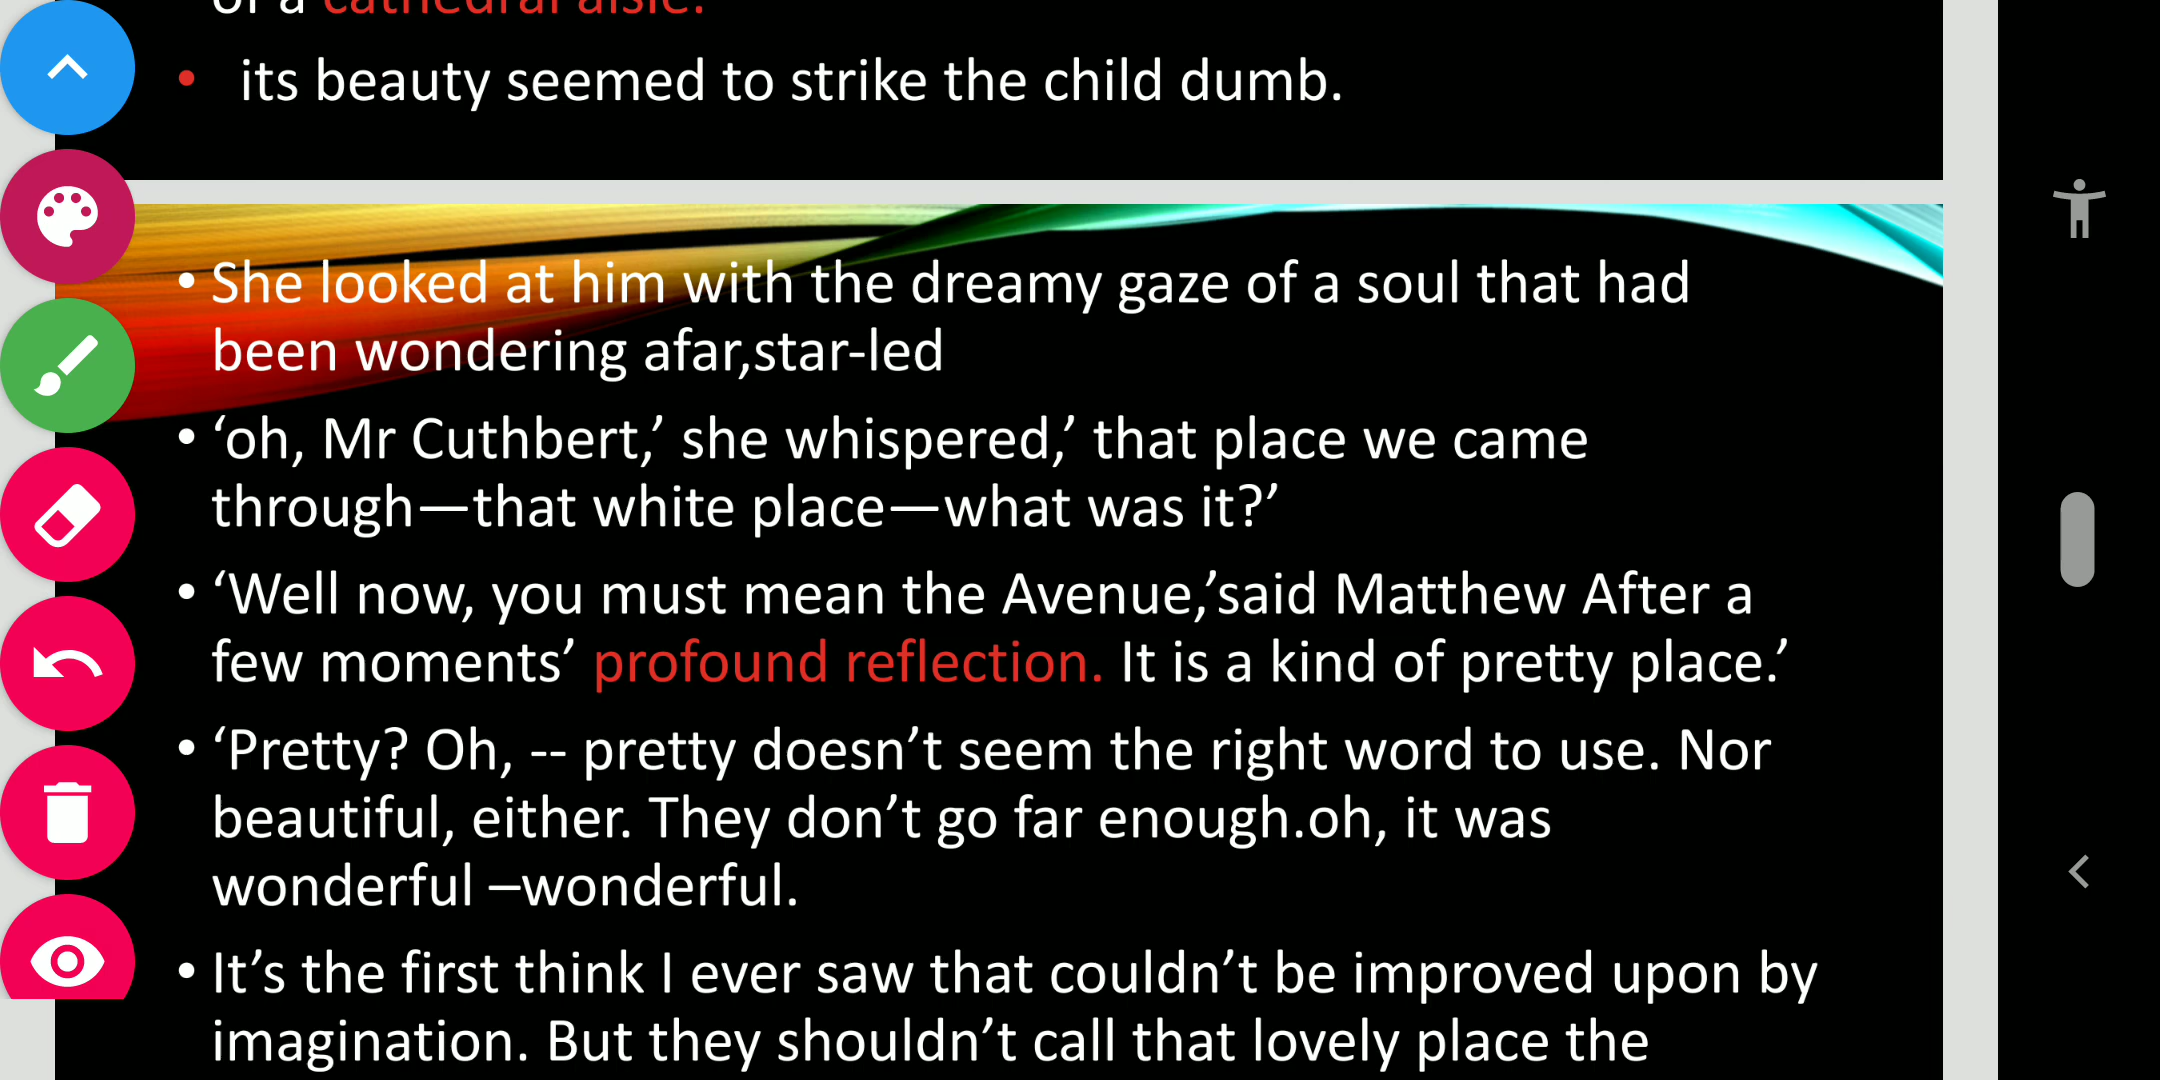 of a cathedral aisle.
• its beauty seemed to strike the child dumb.
• She looked at him with the dreamy gaze of a soul that had
been wondering afar,star-led
• ‘oh, Mr Cuthbert,’ she whispered,’ that place we came
through—that white place—what was it?’
• ‘Well now, you must mean the Avenue,’said Matthew After a
few moments’ profound reflection. It is a kind of pretty place.’
• ‘Pretty? Oh, -- pretty doesn’t seem the right word to use. Nor
beautiful, either. They don’t go far enough.oh, it was
wonderful –wonderful.
• It’s the first think I ever saw that couldn’t be improved upon by
imagination. But they shouldn’t call that lovely place the